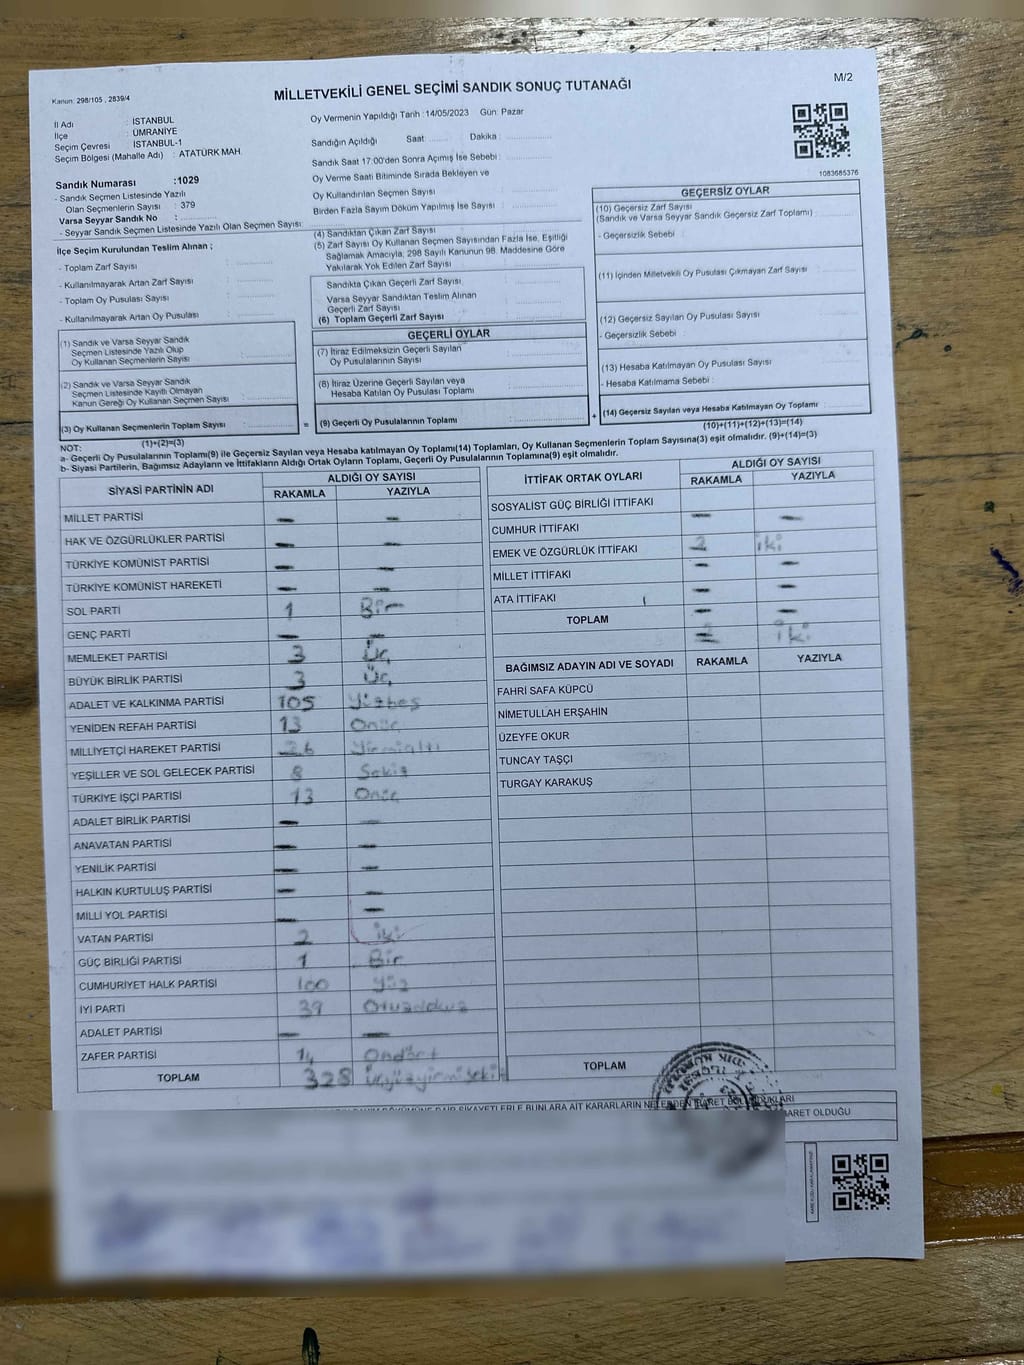 M/2
Kanun: 298/105 , 2839/4
MİLLETVEKİLİ GENEL SEÇİMİ SANDIK SONUÇ TUTANAĞI
İl Adı : İSTANBUL
İlçe : ÜMRANİYE
Seçim Çevresi : İSTANBUL-1
Seçim Bölgesi (Mahalle Adı) : ATATÜRK MAH.
Sandık Numarası :1029
- Sandık Seçmen Listesinde Yazılı
Olan Seçmenlerin Sayısı : 379
Varsa Seyyar Sandık No :
- Seyyar Sandık Seçmen Listesinde Yazılı Olan Seçmen Sayısı:
Oy Vermenin Yapıldığı Tarih :14/05/2023 Gün: Pazar
Sandığın Açıldığı Saat Dakika :
Sandık Saat 17:00'den Sonra Açımış İse Sebebi :
Oy Verme Saati Bitiminde Sırada Bekleyen ve
Oy Kullandırılan Seçmen Sayısı :
Birden Fazla Sayım Döküm Yapılmış İse Sayısı :
1083685376
İlçe Seçim Kurulundan Teslim Alınan ;
- Toplam Zarf Sayısı :
- Kullanılmayarak Artan Zarf Sayısı :
- Toplam Oy Pusulası Sayısı :
- Kullanılmayarak Artan Oy Pusulası :
(1) Sandık ve Varsa Seyyar Sandık
Seçmen Listesinde Yazılı Olup
Oy Kullanan Seçmenlerin Sayısı :
(2) Sandık ve Varsa Seyyar Sandık
Seçmen Listesinde Kayıtlı Olmayan
Kanun Gereği Oy Kullanan Seçmen Sayısı :
(3) Oy Kullanan Seçmenlerin Toplam Sayısı :
(1)+(2)=(3)
(4) Sandıktan Çıkan Zarf Sayısı :
(5) Zarf Sayısı Oy Kullanan Seçmen Sayısından Fazla İse, Eşitliği
Sağlamak Amacıyla, 298 Sayılı Kanunun 98. Maddesine Göre
Yakılarak Yok Edilen Zarf Sayısı :
Sandıkta Çıkan Geçerli Zarf Sayısı :
Varsa Seyyar Sandıktan Teslim Alınan
Geçerli Zarf Sayısı :
(6) Toplam Geçerli Zarf Sayısı :
=
GEÇERLİ OYLAR
(7) İtiraz Edilmeksizin Geçerli Sayılan
Oy Pusulalarının Sayısı :
(8) İtiraz Üzerine Geçerli Sayılan veya
Hesaba Katılan Oy Pusulası Toplamı :
(9) Geçerli Oy Pusulalarının Toplamı :
+
GEÇERSİZ OYLAR
(10) Geçersiz Zarf Sayısı :
(Sandık ve Varsa Seyyar Sandık Geçersiz Zarf Toplamı)
- Geçersizlik Sebebi :
(11) İçinden Milletvekili Oy Pusulası Çıkmayan Zarf Sayısı :
(12) Geçersiz Sayılan Oy Pusulası Sayısı :
- Geçersizlik Sebebi :
(13) Hesaba Katılmayan Oy Pusulası Sayısı :
- Hesaba Katılmama Sebebi :
(14) Geçersiz Sayılan veya Hesaba Katılmayan Oy Toplamı :
(10)+(11)+(12)+(13)=(14)
NOT:
a- Geçerli Oy Pusulalarının Toplamı(9) ile Geçersiz Sayılan veya Hesaba katılmayan Oy Toplamı(14) Toplamları, Oy Kullanan Seçmenlerin Toplam Sayısına(3) eşit olmalıdır. (9)+(14)=(3)
b- Siyasi Partilerin, Bağımsız Adayların ve İttifakların Aldığı Ortak Oyların Toplamı, Geçerli Oy Pusulalarının Toplamına(9) eşit olmalıdır.
SİYASİ PARTİNİN ADI ALDIĞI OY SAYISI
RAKAMLA YAZIYLA
MİLLET PARTİSİ – –
HAK VE ÖZGÜRLÜKLER PARTİSİ – –
TÜRKİYE KOMÜNİST PARTİSİ – –
TÜRKİYE KOMÜNİST HAREKETİ – –
SOL PARTİ 1 Bir
GENÇ PARTİ – –
MEMLEKET PARTİSİ 3 Üç
BÜYÜK BİRLİK PARTİSİ 3 Üç
ADALET VE KALKINMA PARTİSİ 105 Yüzbeş
YENİDEN REFAH PARTİSİ 13 Onüç
MİLLİYETÇİ HAREKET PARTİSİ 26 Yirmialtı
YEŞİLLER VE SOL GELECEK PARTİSİ 8 Sekiz
TÜRKİYE İŞÇİ PARTİSİ 13 Onüç
ADALET BİRLİK PARTİSİ – –
ANAVATAN PARTİSİ – –
YENİLİK PARTİSİ – –
HALKIN KURTULUŞ PARTİSİ – –
MİLLİ YOL PARTİSİ – –
VATAN PARTİSİ 2 iki
GÜÇ BİRLİĞİ PARTİSİ 1 Bir
CUMHURİYET HALK PARTİSİ 100 Yüz
İYİ PARTİ 39 Otuzdokuz
ADALET PARTİSİ – –
ZAFER PARTİSİ 14 Ondört
TOPLAM 328 Üçyüzyirmisekiz
İTTİFAK ORTAK OYLARI ALDIĞI OY SAYISI
RAKAMLA YAZIYLA
SOSYALİST GÜÇ BİRLİĞİ İTTİFAKI – –
CUMHUR İTTİFAKI 2 iki
EMEK VE ÖZGÜRLÜK İTTİFAKI – –
MİLLET İTTİFAKI – –
ATA İTTİFAKI – –
TOPLAM 2 iki
BAĞIMSIZ ADAYIN ADI VE SOYADI RAKAMLA YAZIYLA
FAHRİ SAFA KÜPCÜ
NİMETULLAH ERŞAHİN
ÜZEYFE OKUR
TUNCAY TAŞÇI
TURGAY KARAKUŞ
TOPLAM